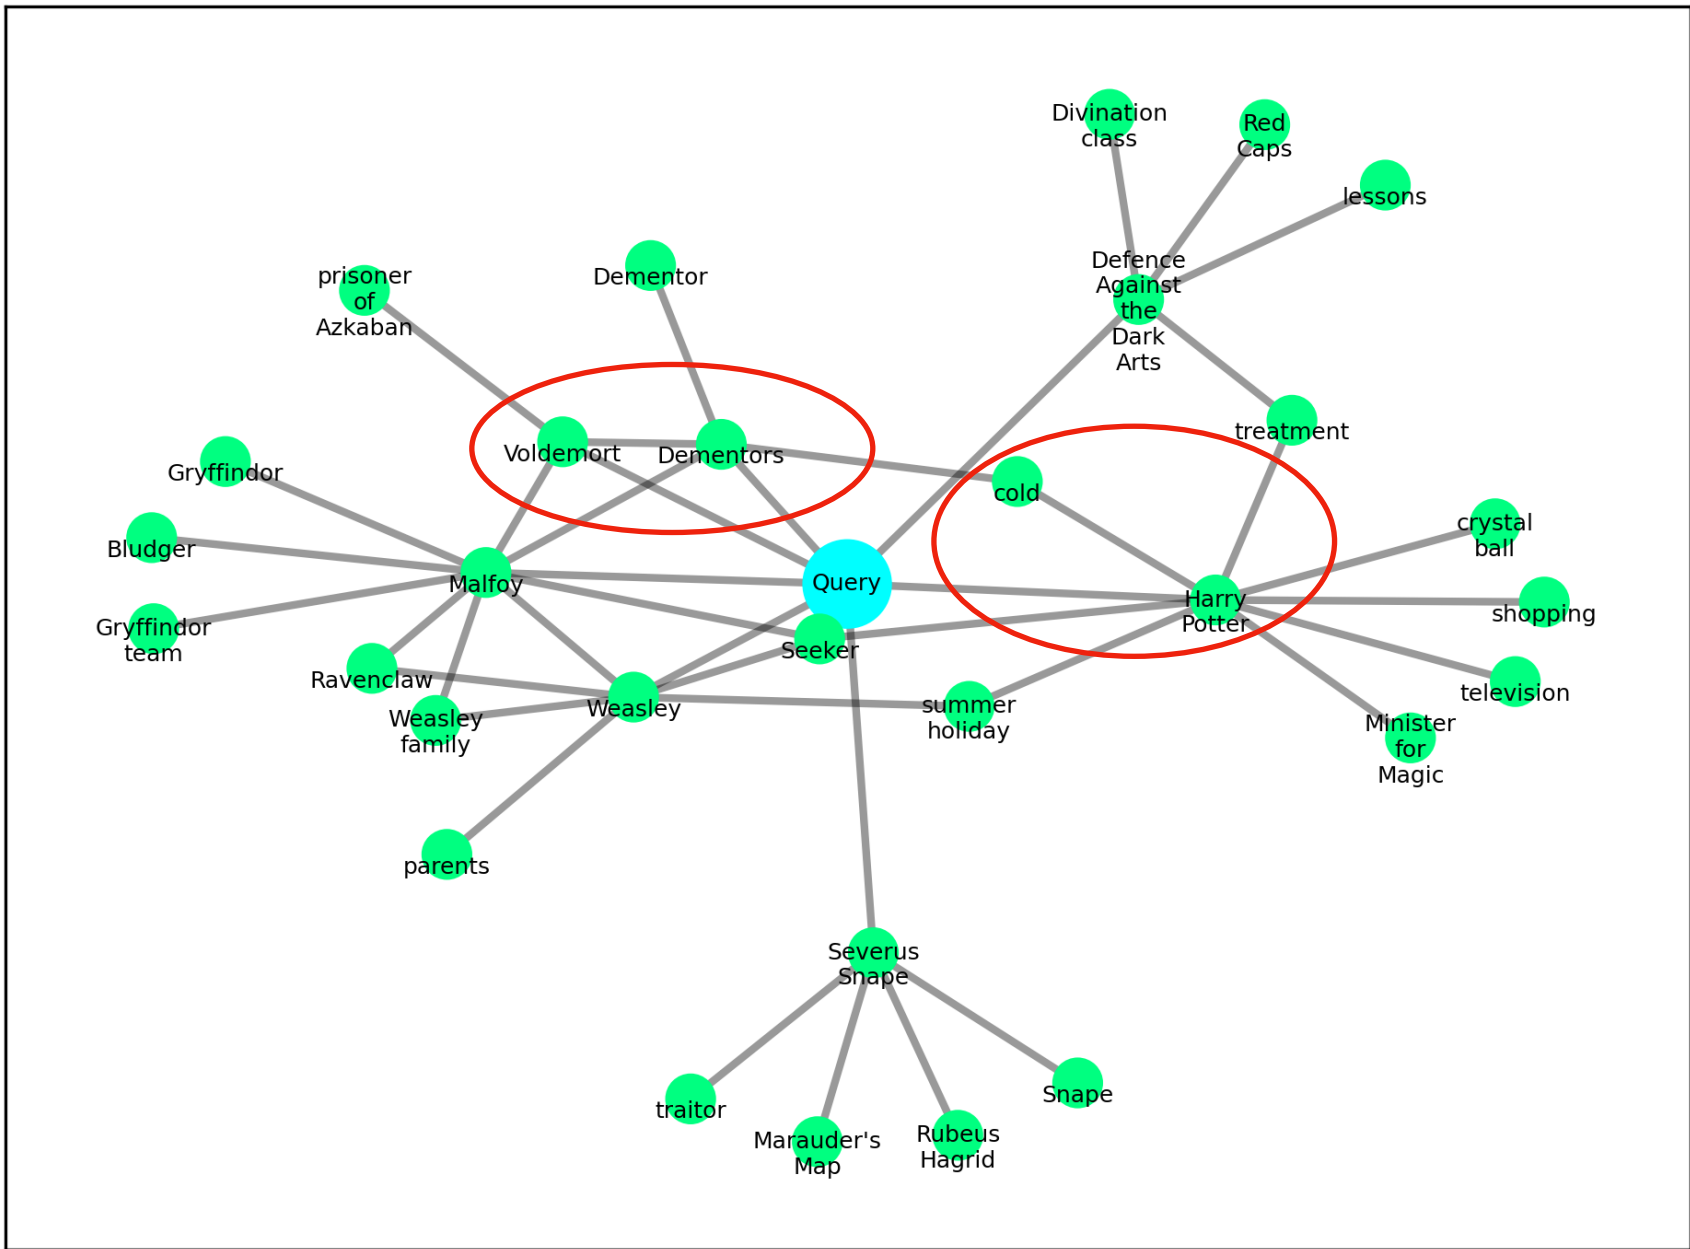 Divination
class
Red
Caps
lessons
Defence
Against
the
Dark
Arts
prisoner
of
Azkaban
Dementor
Voldemort
Dementors
treatment
cold
Gryffindor
Bludger
Gryffindor
team
Malfoy
Query
Harry
Potter
crystal
ball
shopping
television
Minister
for
Magic
Seeker
Ravenclaw
Weasley
family
Weasley
summer
holiday
parents
Severus
Snape
traitor
Marauder's
Map
Rubeus
Hagrid
Snape